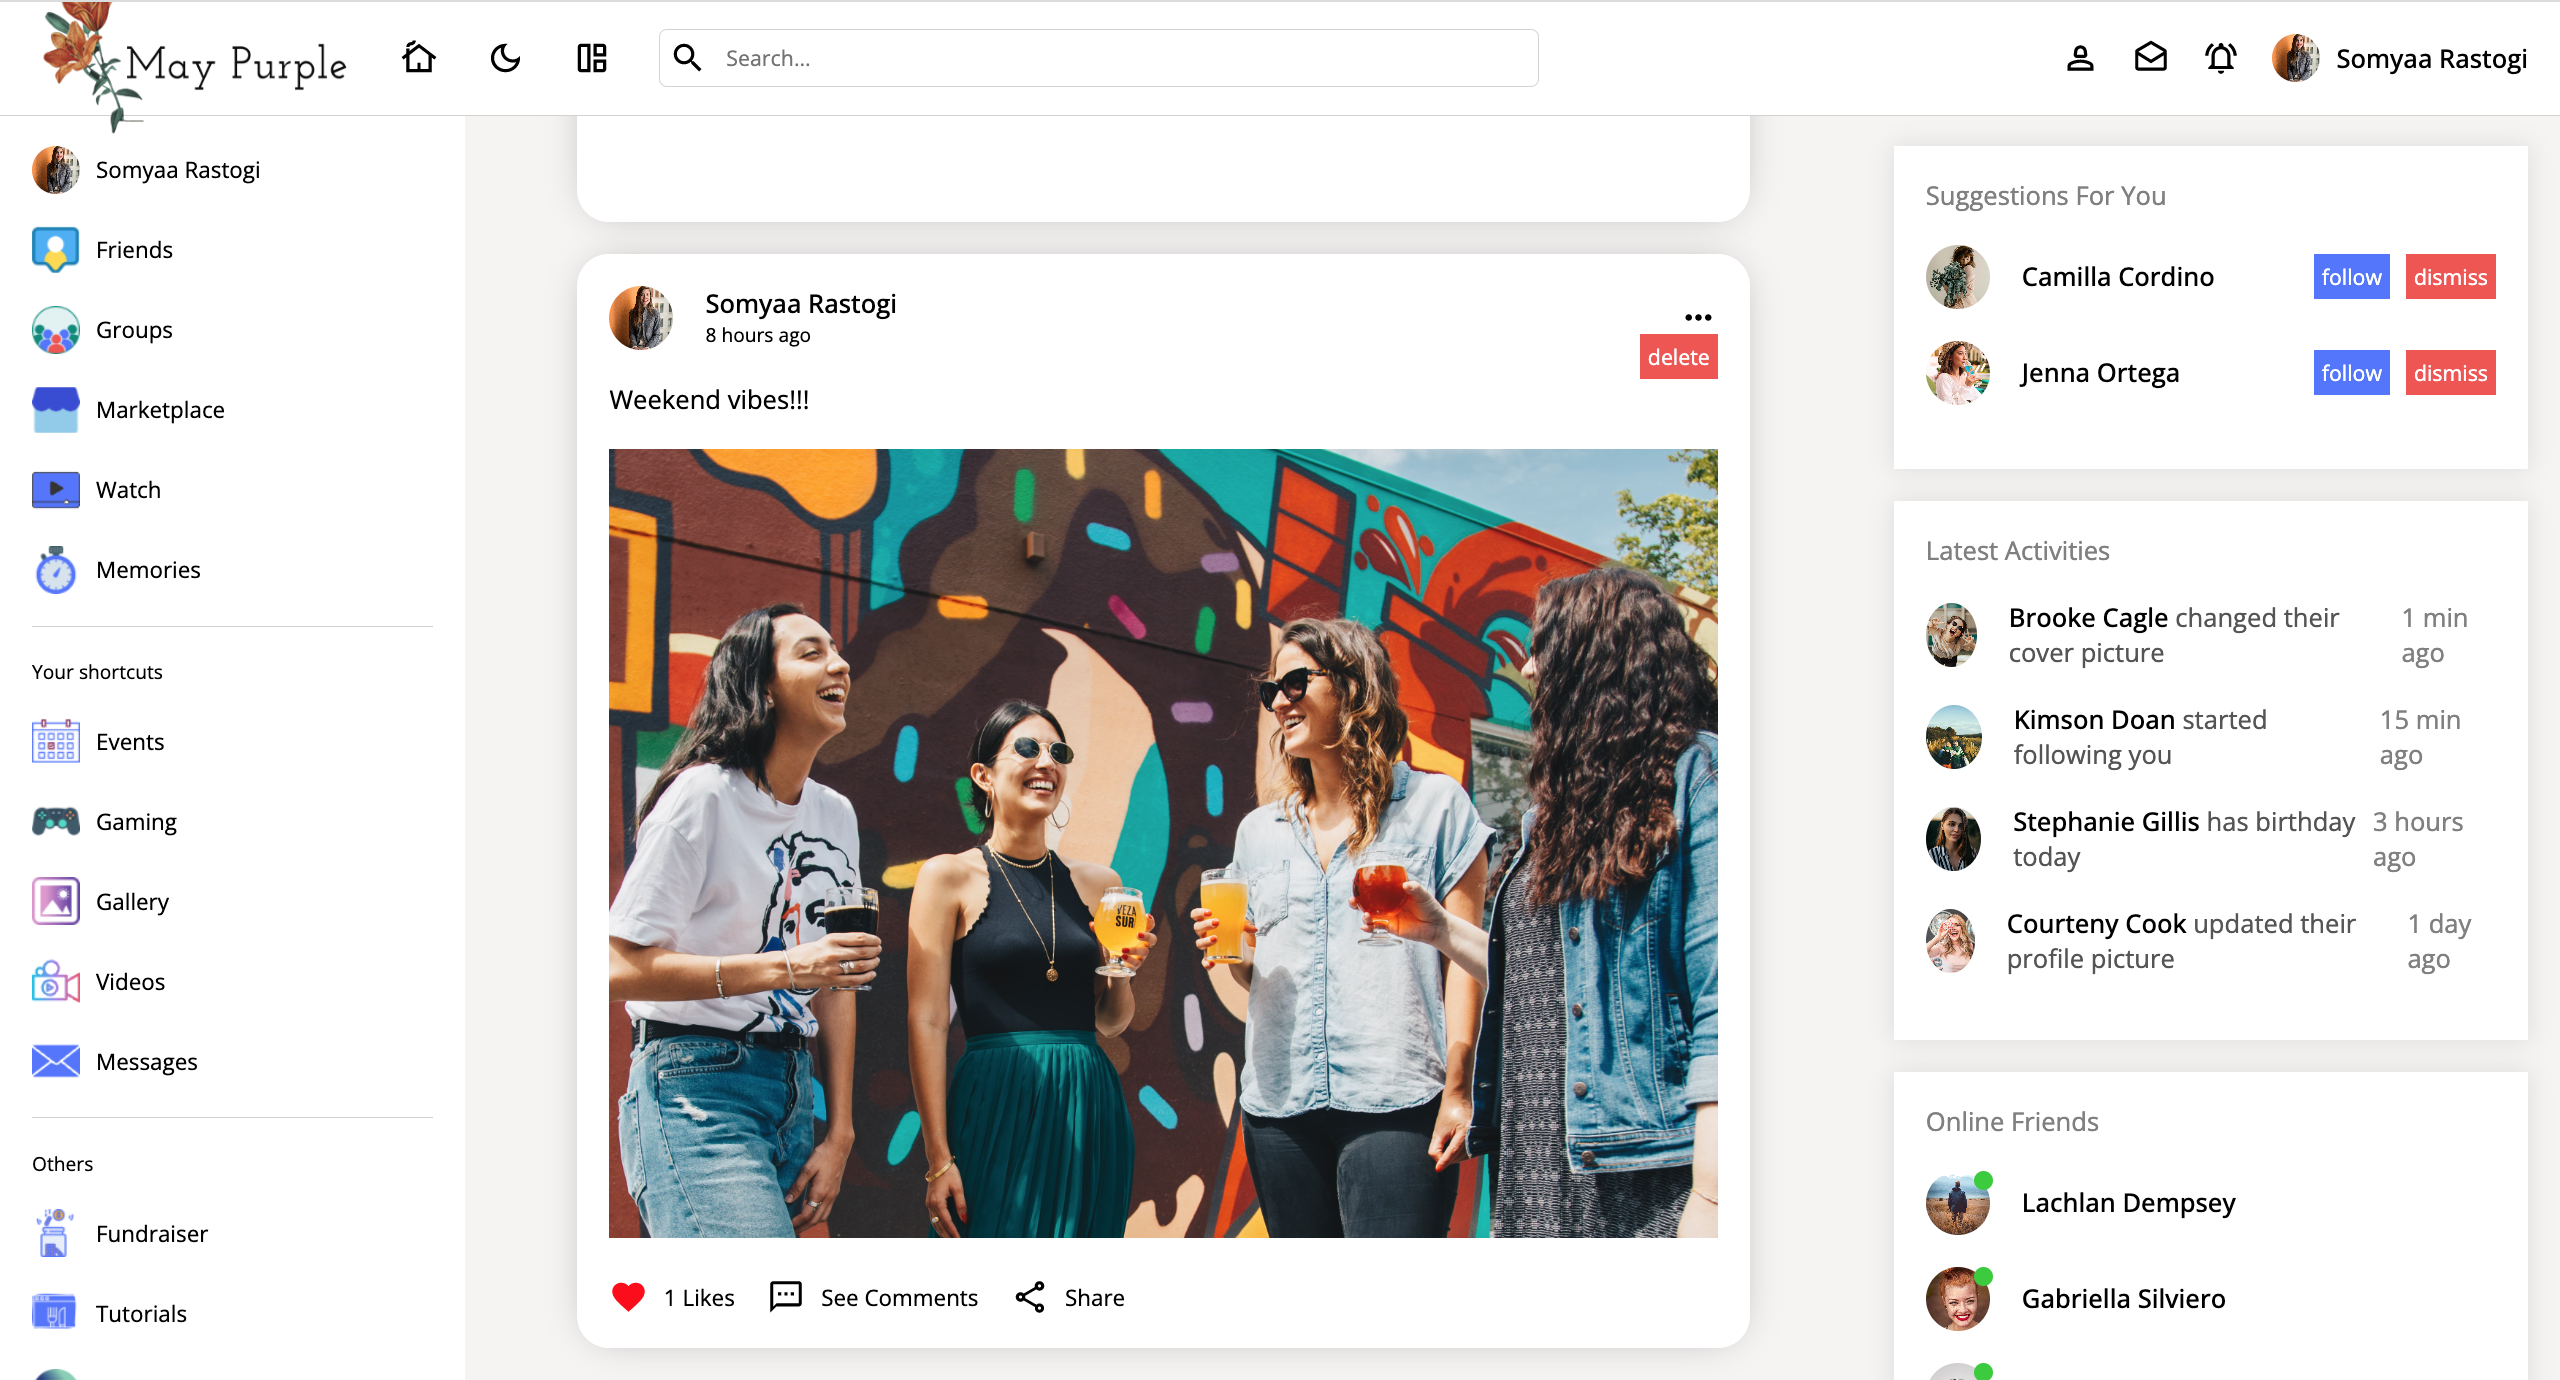 May Purple
Search...
Somyaa Rastogi
Somyaa Rastogi
Friends
Groups
Marketplace
Watch
Memories
Your shortcuts
Events
Gaming
Gallery
Videos
Messages
Others
Fundraiser
Tutorials
Somyaa Rastogi
8 hours ago
delete
Weekend vibes!!!
VEZA
SUR
1 Likes
See Comments
Share
Suggestions For You
Camilla Cordino
follow
dismiss
Jenna Ortega
follow
dismiss
Latest Activities
Brooke Cagle changed their
cover picture
1 min
ago
Kimson Doan started
following you
15 min
ago
Stephanie Gillis has birthday
today
3 hours
ago
Courteny Cook updated their
profile picture
1 day
ago
Online Friends
Lachlan Dempsey
Gabriella Silviero